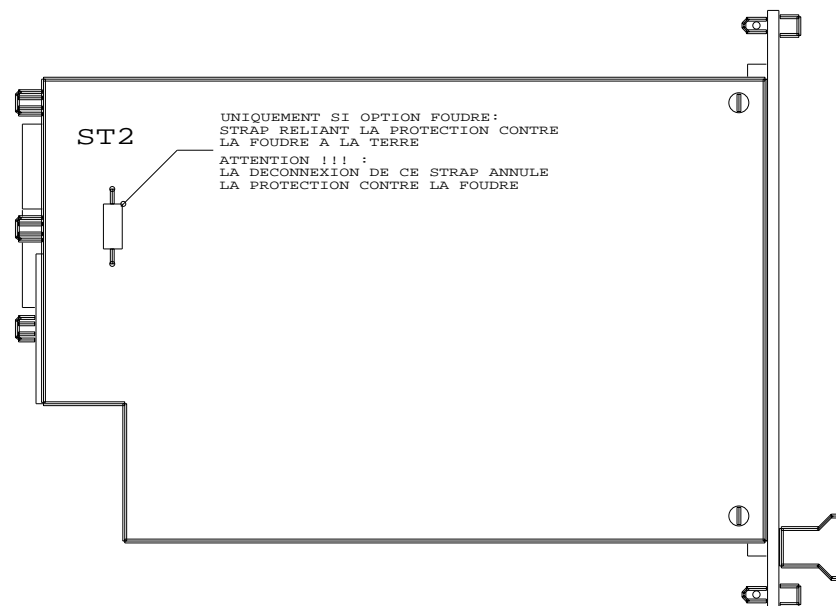 ST2
UNIQUEMENT SI OPTION FOUDRE:
STRAP RELIANT LA PROTECTION CONTRE
LA FOUDRE A LA TERRE
ATTENTION !!! :
LA DECONNEXION DE CE STRAP ANNULE
LA PROTECTION CONTRE LA FOUDRE